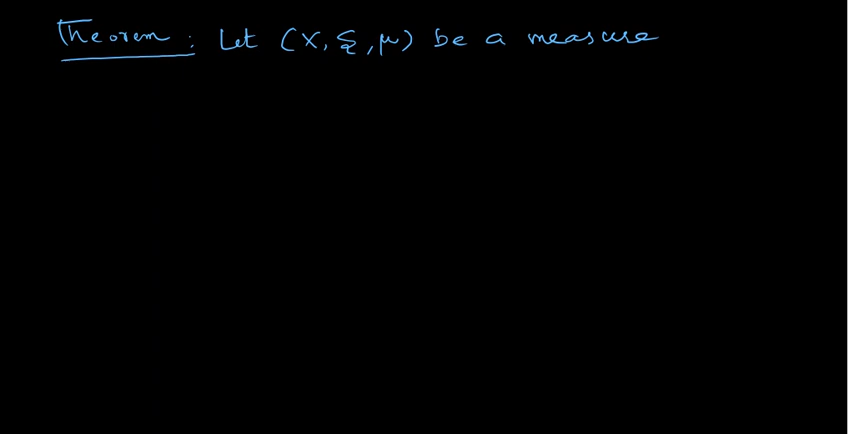 Theorem : Let (X, Σ, μ) be a measure